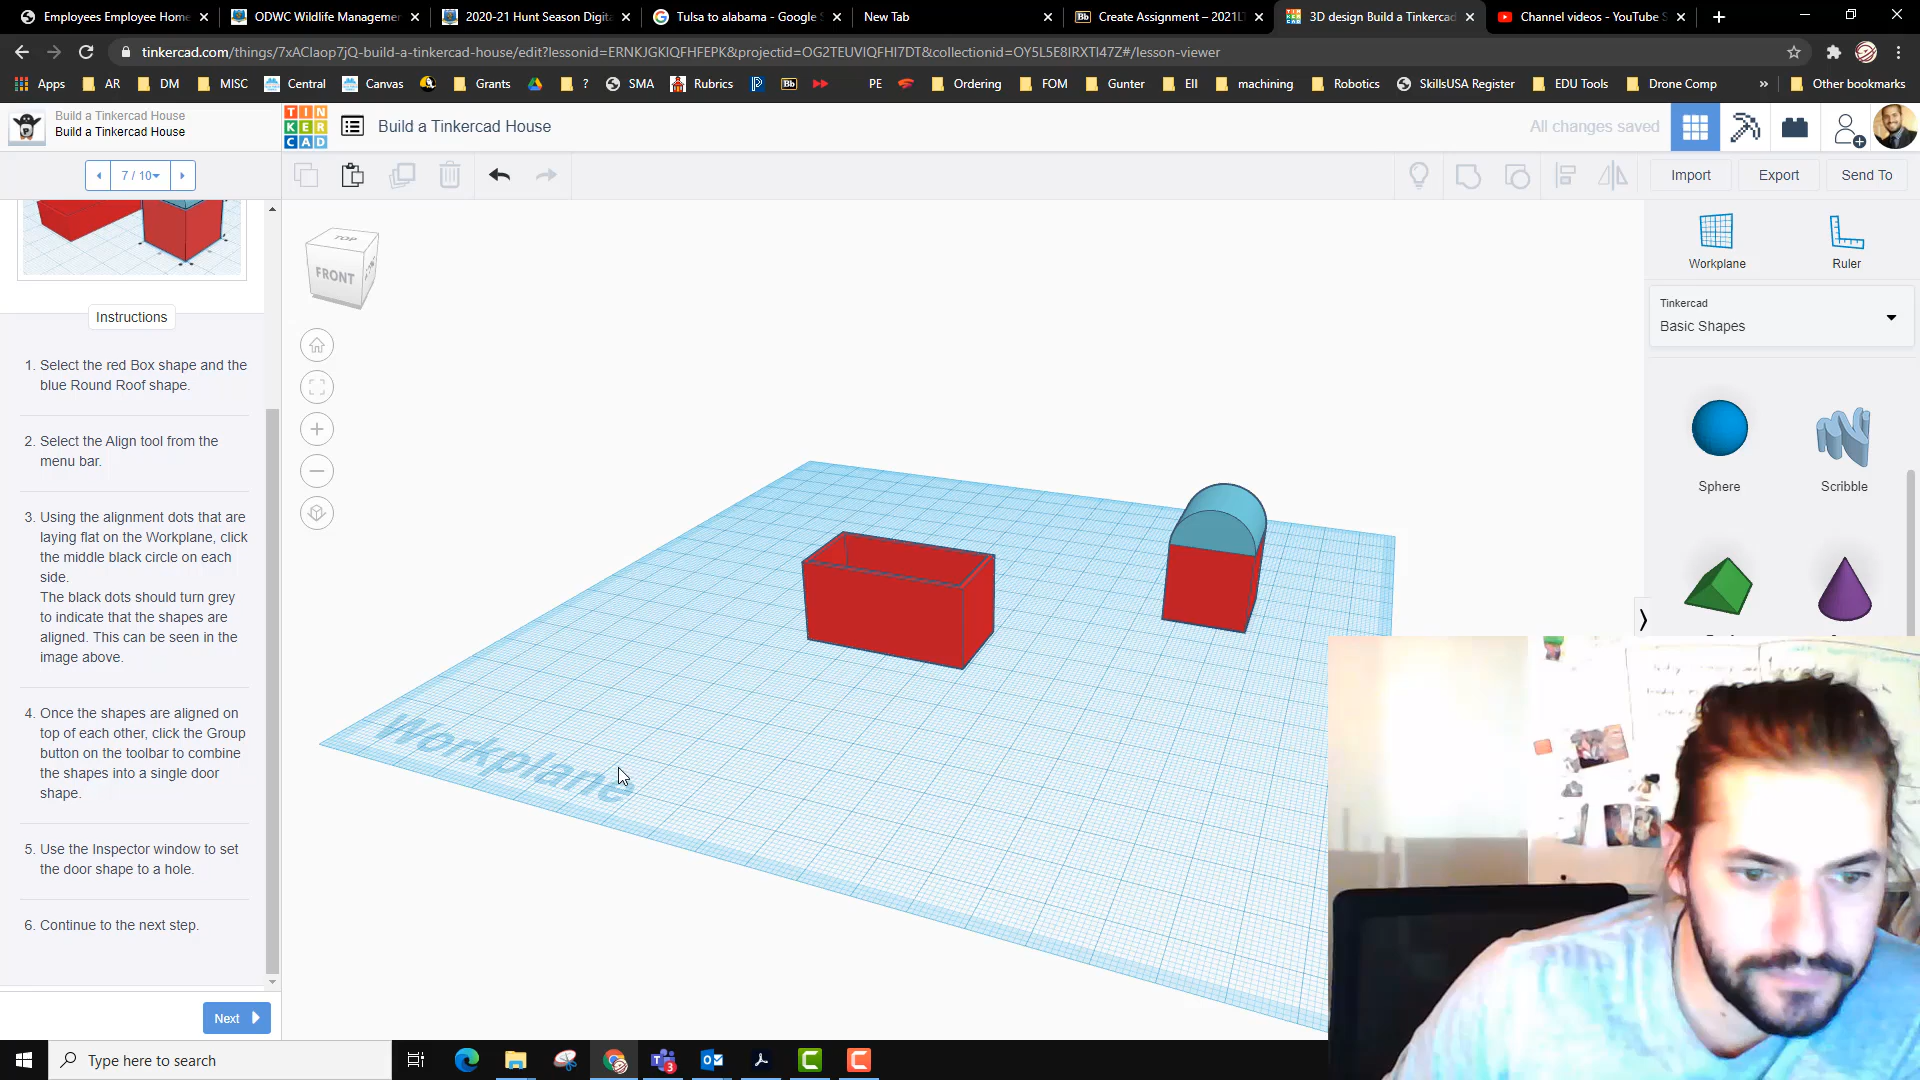 Employees Employee Home
ODWC Wildlife Managemen
2020-21 Hunt Season Digita
Tulsa to alabama - Google S
New Tab
Bb Create Assignment – 2021L
3D design Build a Tinkercad
Channel videos - YouTube S
tinkercad.com/things/7xAClaop7jQ-build-a-tinkercad-house/edit?lessonid=ERNKJGKIQFHFEPK&projectid=OG2TEUVIQFHI7DT&collectionid=OY5L5E8IRXTI47Z#/lesson-viewer
Apps AR DM MISC Central Canvas Grants ? SMA Rubrics Bb PE Ordering FOM Gunter EII machining Robotics SkillsUSA Register EDU Tools Drone Comp » Other bookmarks
Build a Tinkercad House
Build a Tinkercad House
TIN
KER
CAD
Build a Tinkercad House
All changes saved
7 / 10
Import
Export
Send To
TOP
FRONT
Workplane
Ruler
Tinkercad
Basic Shapes
Sphere
Scribble
Instructions
1. Select the red Box shape and the
blue Round Roof shape.
2. Select the Align tool from the
menu bar.
3. Using the alignment dots that are
laying flat on the Workplane, click
the middle black circle on each
side.
The black dots should turn grey
to indicate that the shapes are
aligned. This can be seen in the
image above.
4. Once the shapes are aligned on
top of each other, click the Group
button on the toolbar to combine
the shapes into a single door
shape.
5. Use the Inspector window to set
the door shape to a hole.
6. Continue to the next step.
Workplane
Next
Type here to search
3